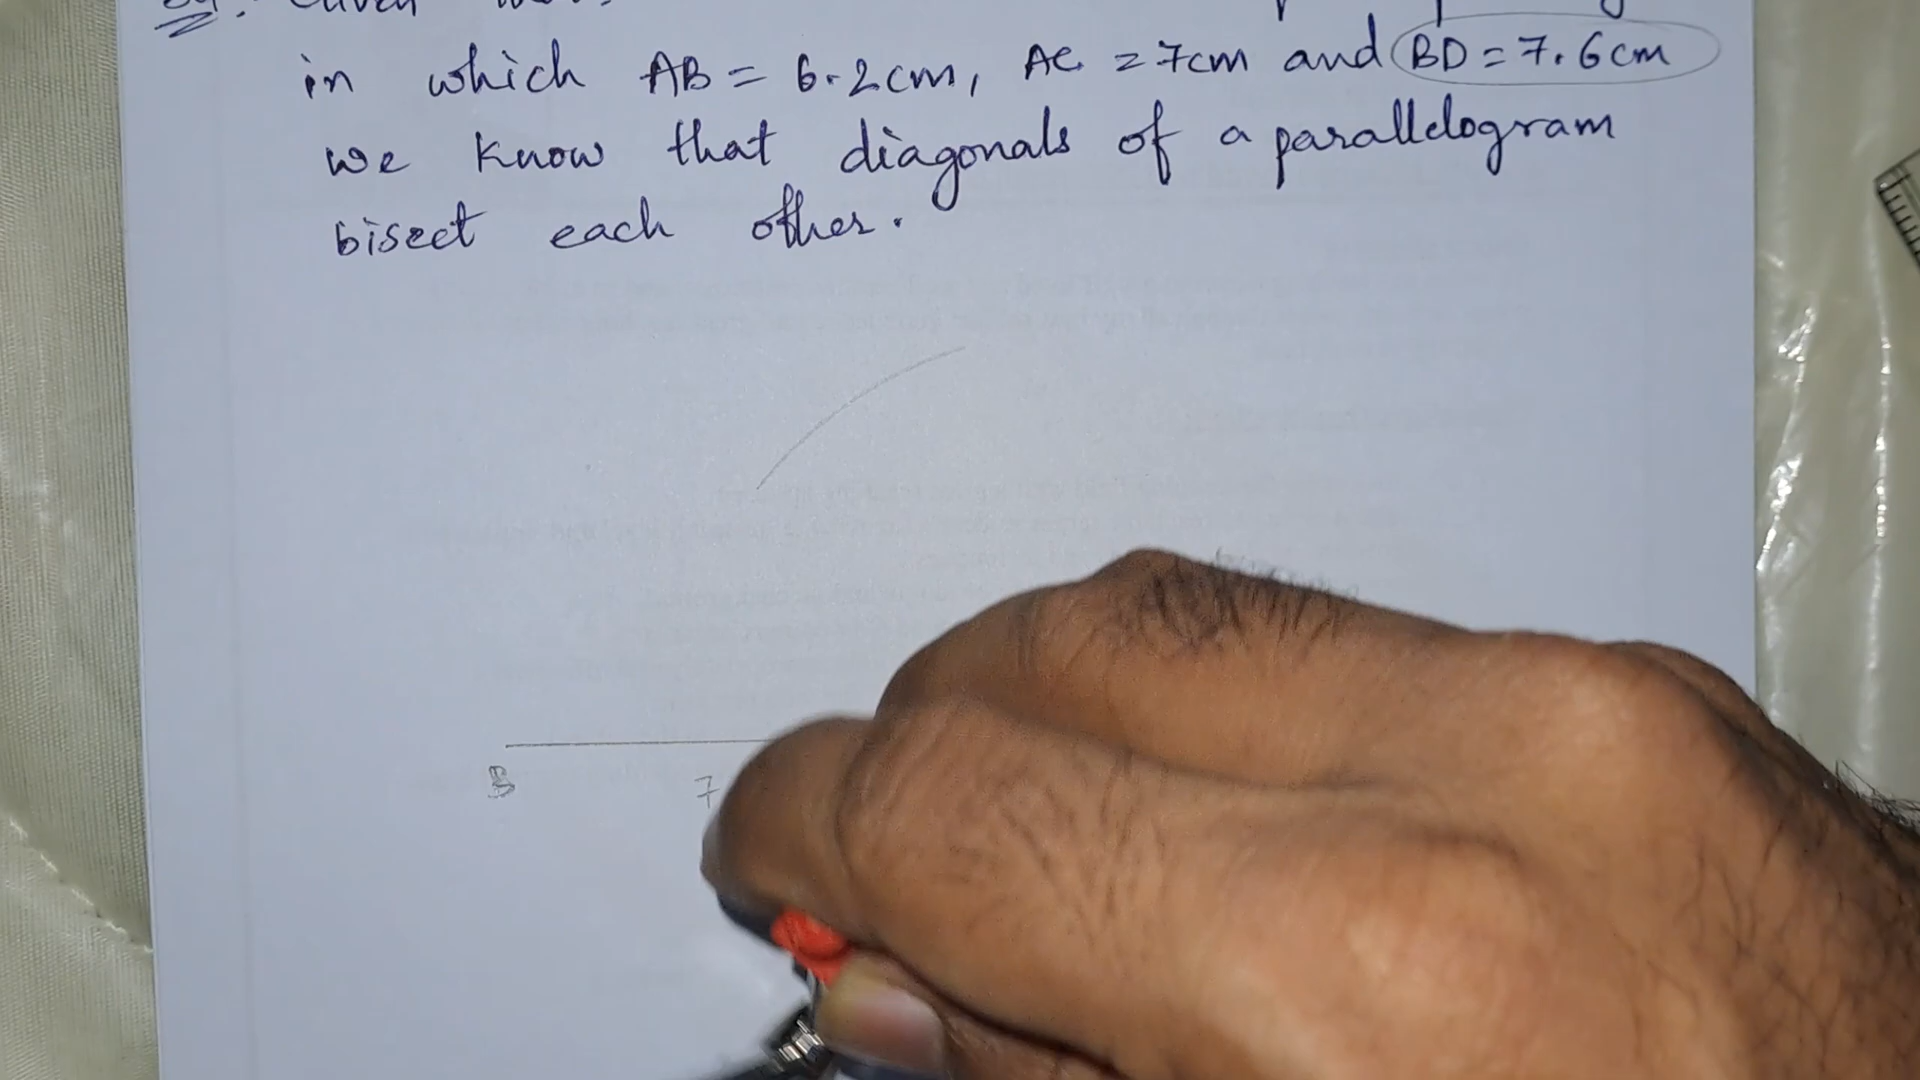 in which AB = 6.2cm, AC = 7cm and BD = 7.6cm
we know that diagonals of a parallelogram
bisect each other.
B 7